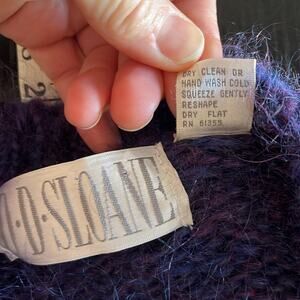 DRY CLEAN OR
HAND WASH COLD
SQUEEZE GENTLY
RESHAPE
DRY FLAT
RN 61355
D·SLOANE